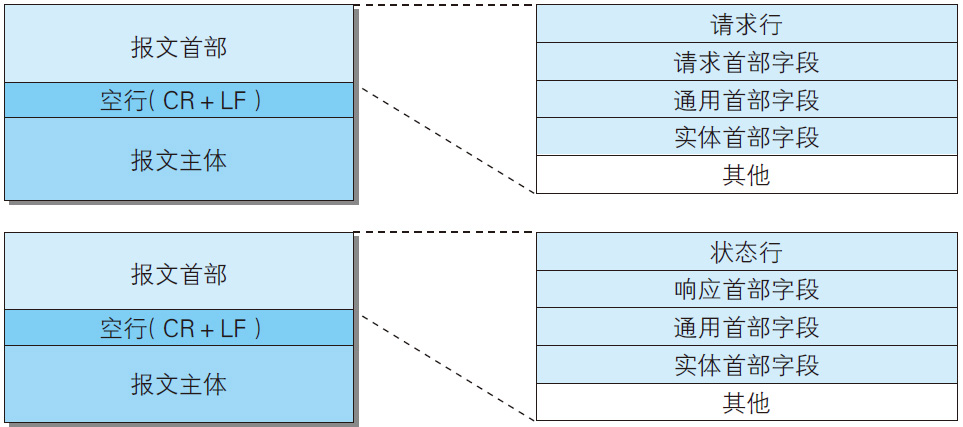 报文首部
空行( CR + LF )
报文主体
请求行
请求首部字段
通用首部字段
实体首部字段
其他
报文首部
空行( CR + LF )
报文主体
状态行
响应首部字段
通用首部字段
实体首部字段
其他